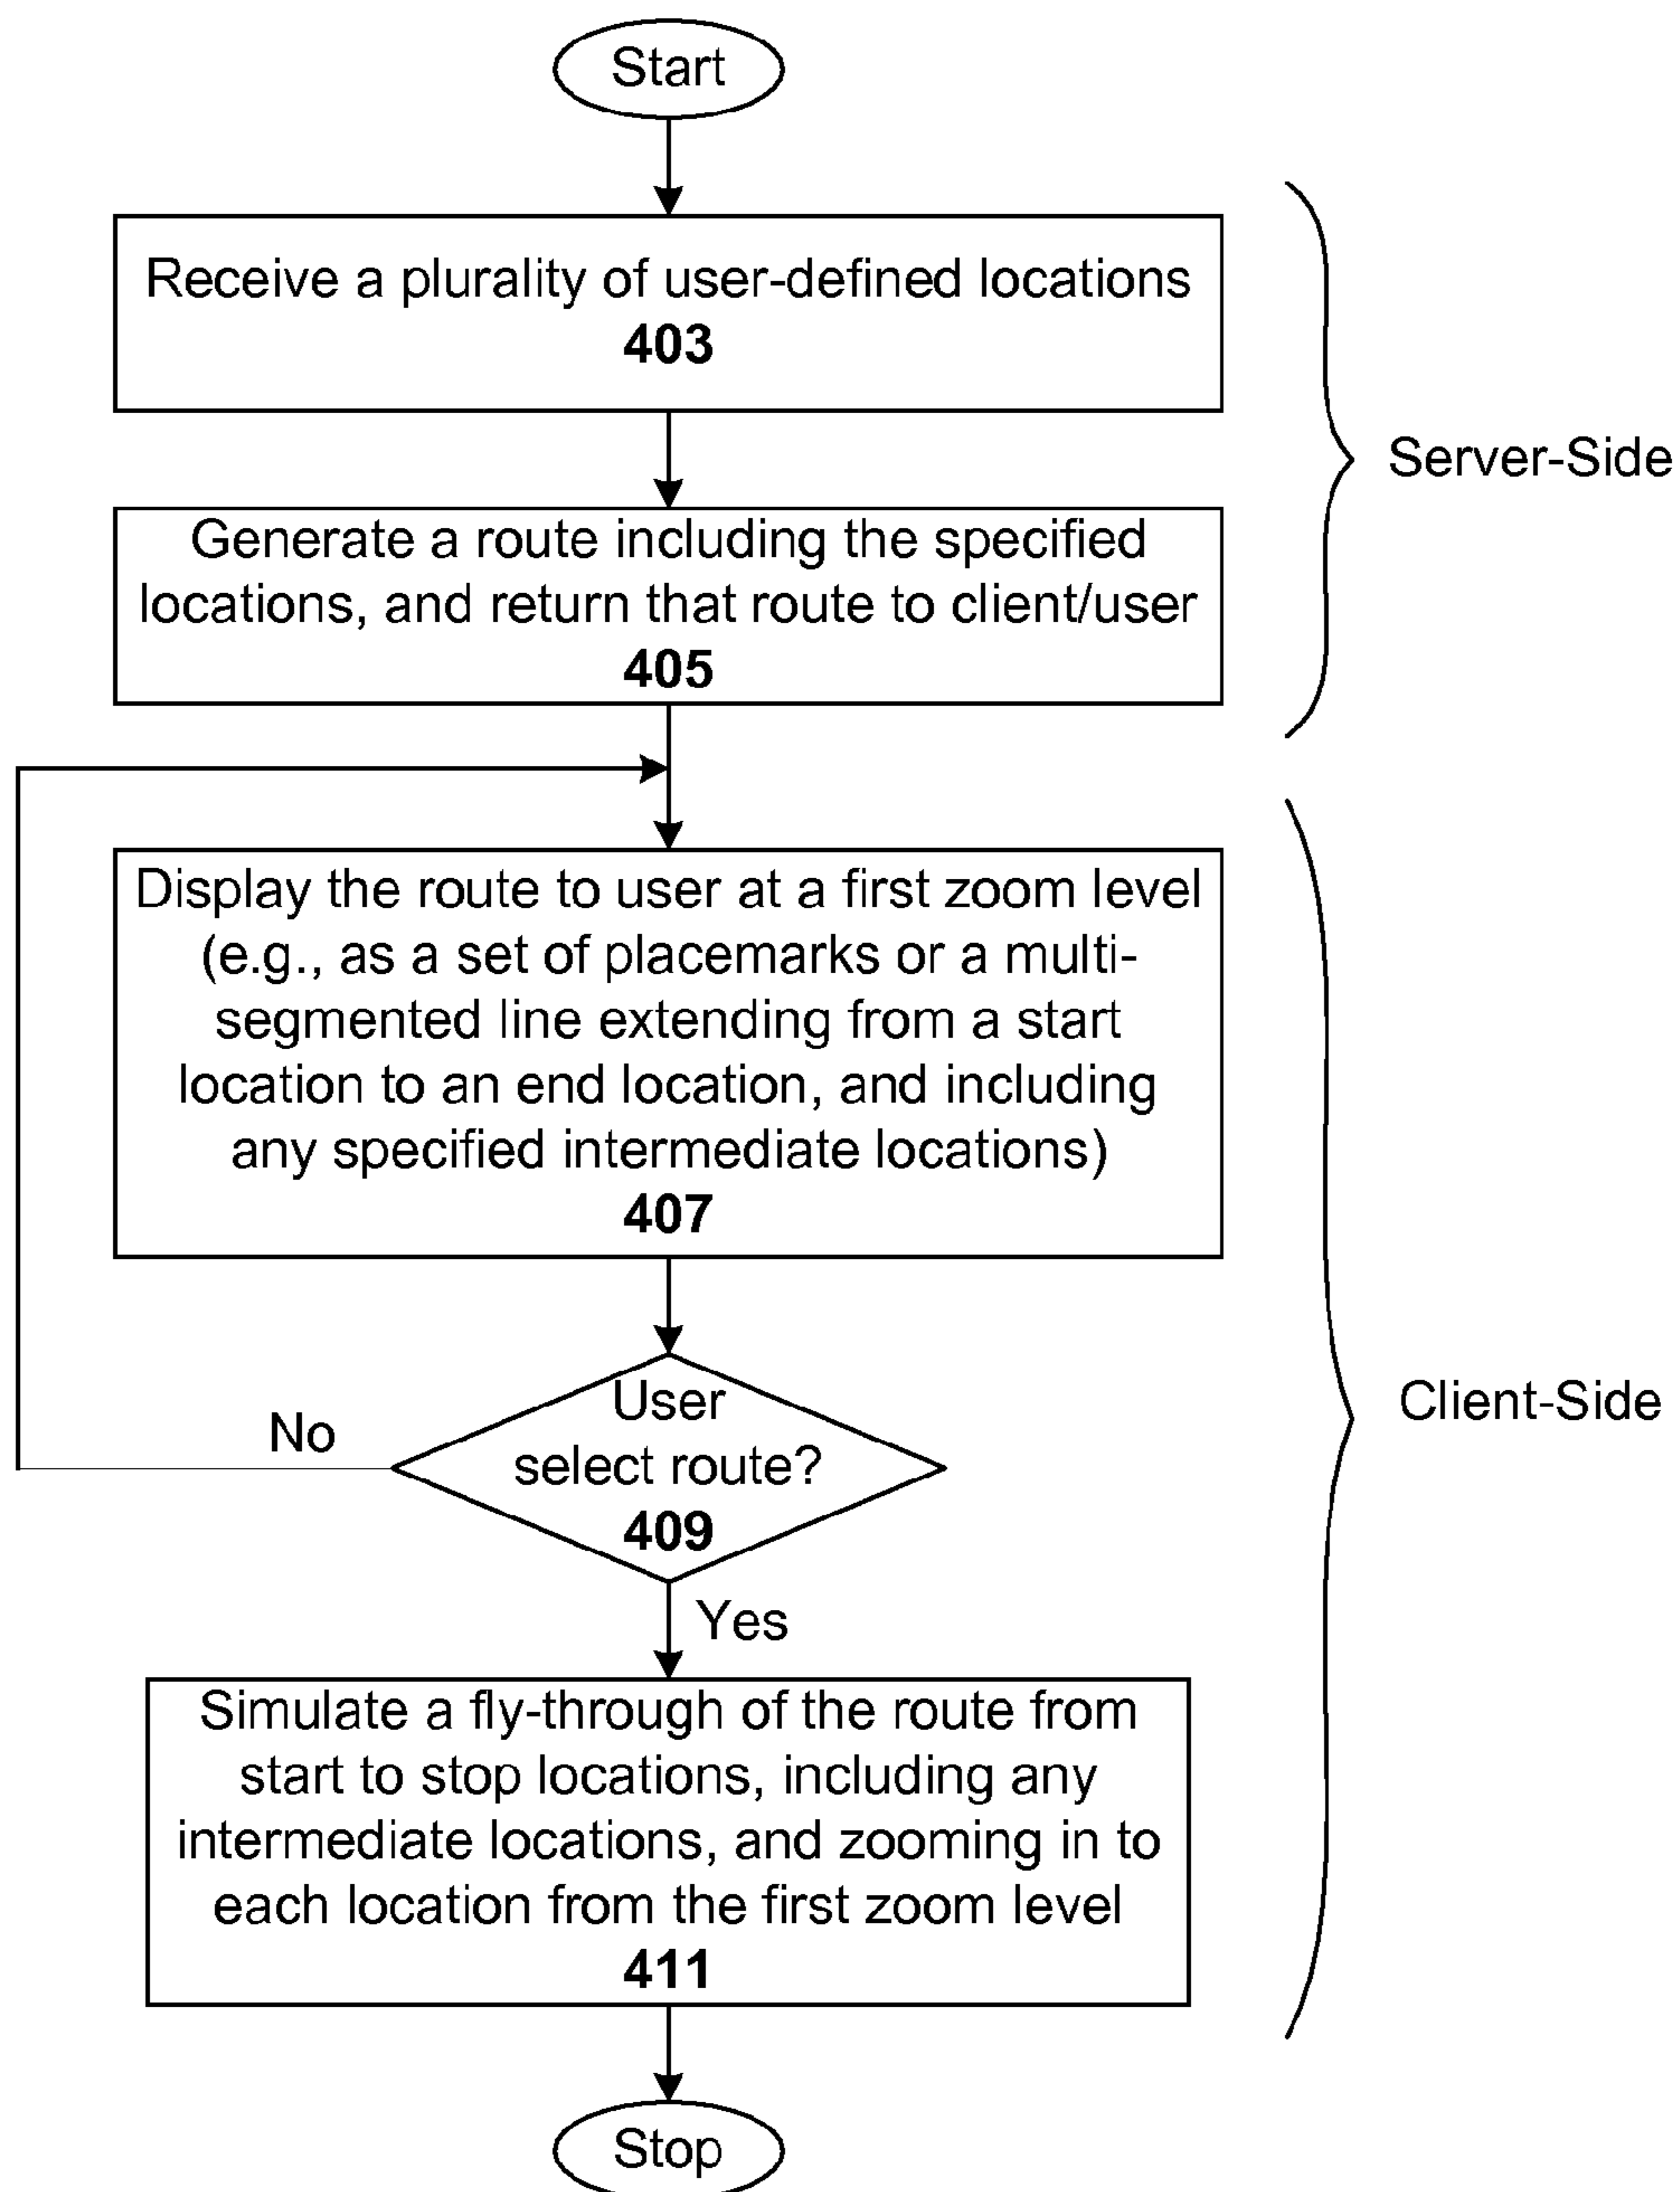 Start
Receive a plurality of user-defined locations
403
Server-Side
Generate a route including the specified
locations, and return that route to client/user
405
Display the route to user at a first zoom level
(e.g., as a set of placemarks or a multi-
segmented line extending from a start
location to an end location, and including
any specified intermediate locations)
407
Client-Side
User
select route?
409
No
Yes
Simulate a fly-through of the route from
start to stop locations, including any
intermediate locations, and zooming in to
each location from the first zoom level
411
Stop